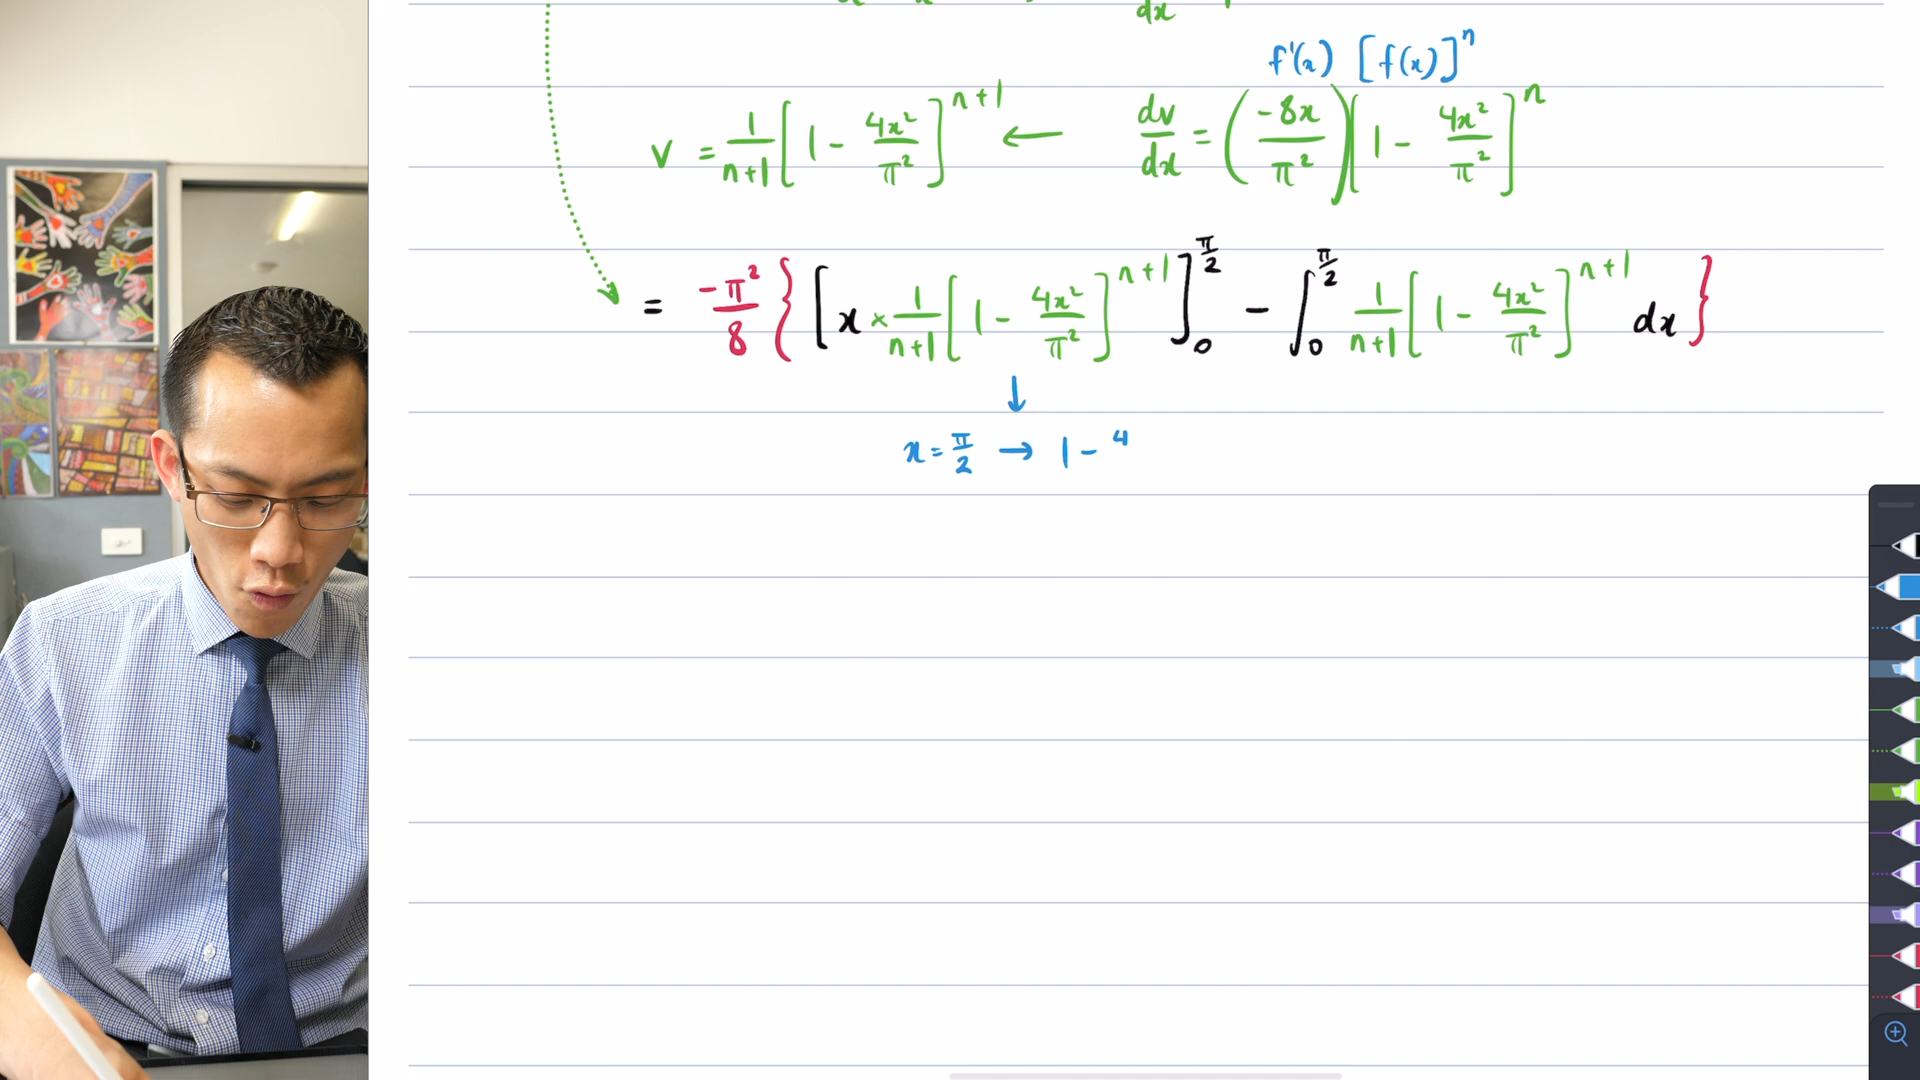 dx
f'(x) [f(x)]ⁿ
v = 1/(n+1) [1 - 4x²/π²]ⁿ⁺¹ ← dv/dx = (-8x/π²)[1 - 4x²/π²]ⁿ
= -π²/8 { [x × 1/(n+1) [1 - 4x²/π²]ⁿ⁺¹]₀^(π/2) - ∫₀^(π/2) 1/(n+1) [1 - 4x²/π²]ⁿ⁺¹ dx }
↓
x = π/2 → 1 - 4